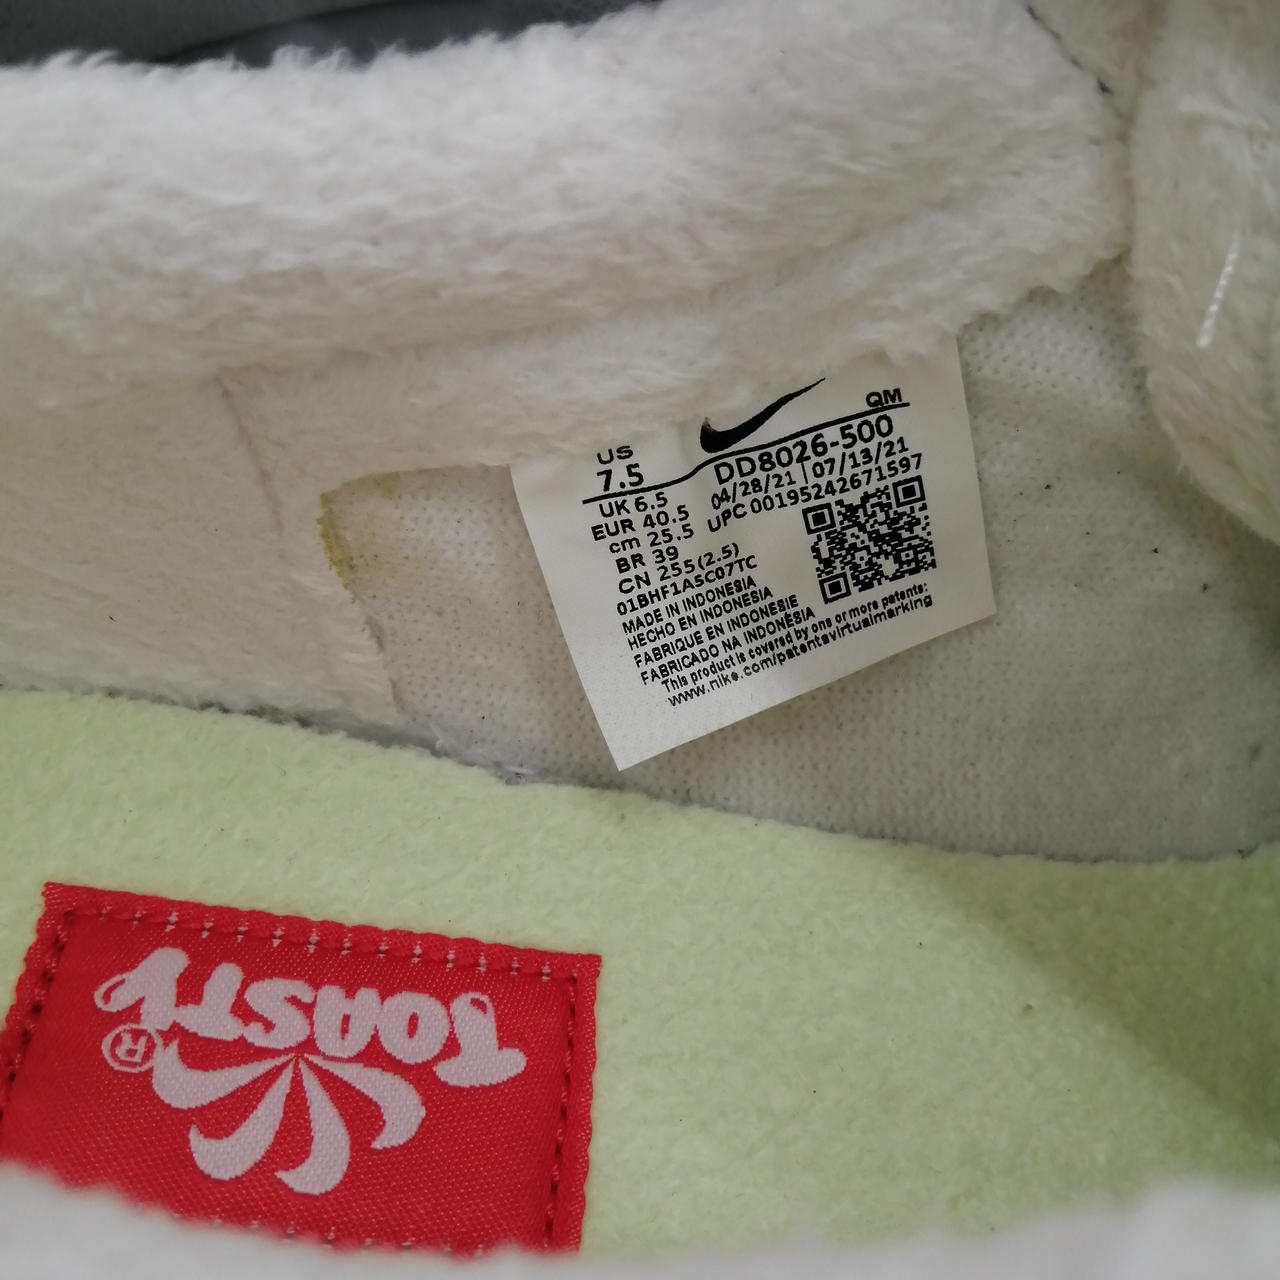 QM
US
7.5
DD8026-500
UK 6.5
04/28/21 | 07/13/21
EUR 40.5
UPC 00195242671597
cm 25.5
BR 39
CN 255(2.5)
01BHF1ASC07TC
MADE IN INDONESIA
HECHO EN INDONESIA
FABRIQUE EN INDONESIE
FABRICADO NA INDONÉSIA
This product is covered by one or more patents:
www.nike.com/patentsvirtualmarking
TOASTY
®